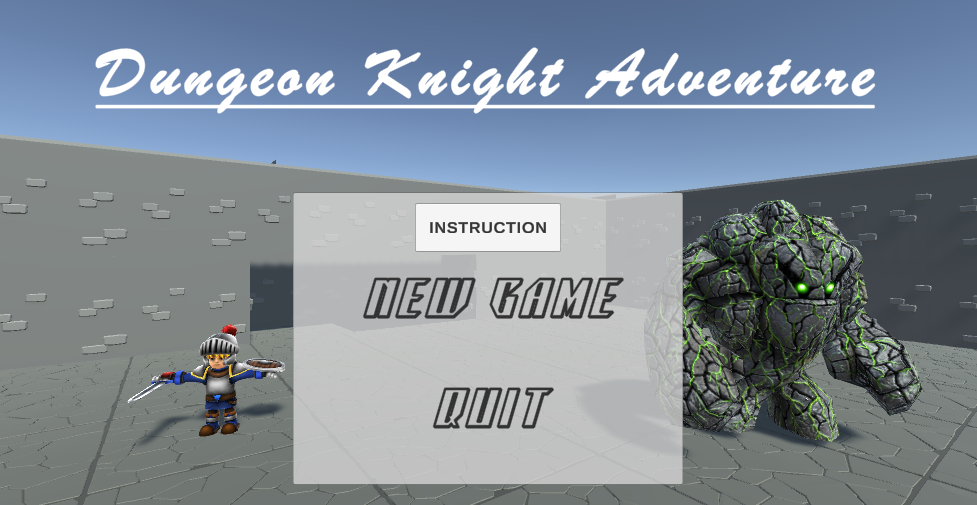 Dungeon Knight Adventure
INSTRUCTION
NEW GAME
QUIT